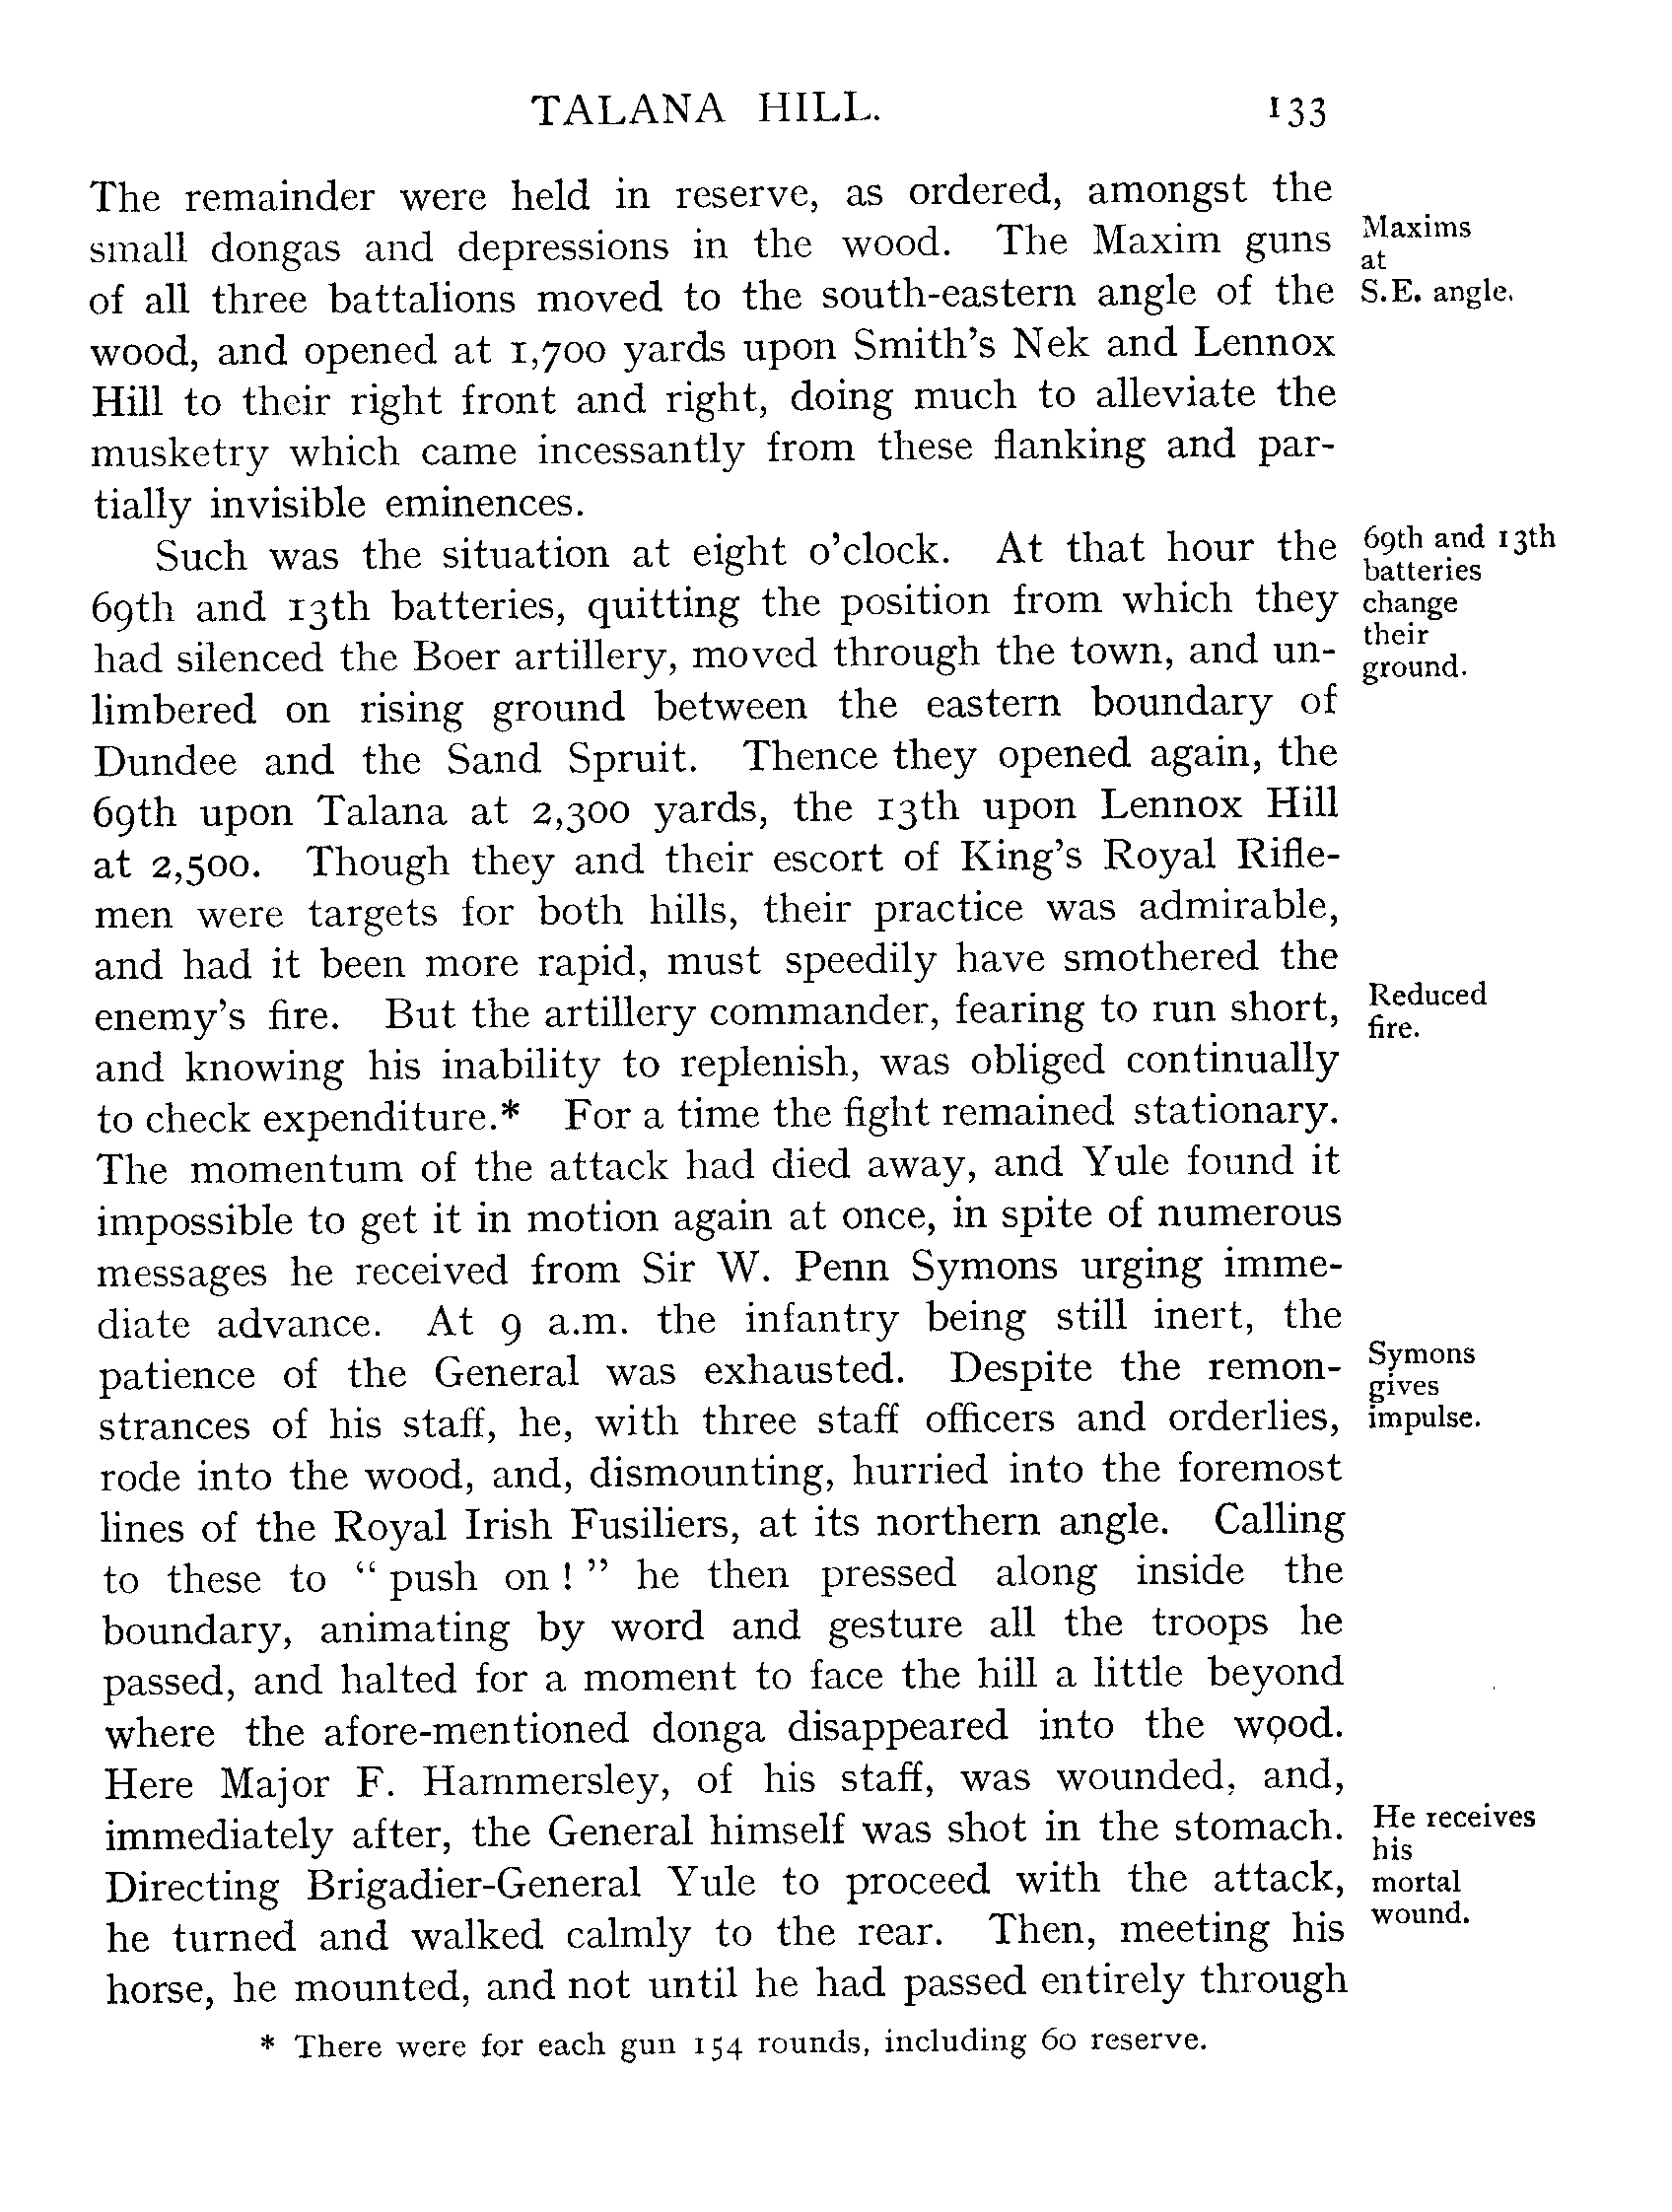 TALANA HILL. 133
The remainder were held in reserve, as ordered, amongst the
small dongas and depressions in the wood. The Maxim guns
of all three battalions moved to the south-eastern angle of the
wood, and opened at 1,700 yards upon Smith's Nek and Lennox
Hill to their right front and right, doing much to alleviate the
musketry which came incessantly from these flanking and par-
tially invisible eminences.
Maxims
at
S.E. angle.
Such was the situation at eight o'clock. At that hour the
69th and 13th batteries, quitting the position from which they
had silenced the Boer artillery, moved through the town, and un-
limbered on rising ground between the eastern boundary of
Dundee and the Sand Spruit. Thence they opened again, the
69th upon Talana at 2,300 yards, the 13th upon Lennox Hill
at 2,500. Though they and their escort of King's Royal Rifle-
men were targets for both hills, their practice was admirable,
and had it been more rapid, must speedily have smothered the
enemy's fire. But the artillery commander, fearing to run short,
and knowing his inability to replenish, was obliged continually
to check expenditure.* For a time the fight remained stationary.
The momentum of the attack had died away, and Yule found it
impossible to get it in motion again at once, in spite of numerous
messages he received from Sir W. Penn Symons urging imme-
diate advance. At 9 a.m. the infantry being still inert, the
patience of the General was exhausted. Despite the remon-
strances of his staff, he, with three staff officers and orderlies,
rode into the wood, and, dismounting, hurried into the foremost
lines of the Royal Irish Fusiliers, at its northern angle. Calling
to these to "push on!" he then pressed along inside the
boundary, animating by word and gesture all the troops he
passed, and halted for a moment to face the hill a little beyond
where the afore-mentioned donga disappeared into the wood.
Here Major F. Hammersley, of his staff, was wounded, and,
immediately after, the General himself was shot in the stomach.
Directing Brigadier-General Yule to proceed with the attack,
he turned and walked calmly to the rear. Then, meeting his
horse, he mounted, and not until he had passed entirely through
69th and 13th
batteries
change
their
ground.
Reduced
fire.
Symons
gives
impulse.
He receives
his
mortal
wound.
* There were for each gun 154 rounds, including 60 reserve.